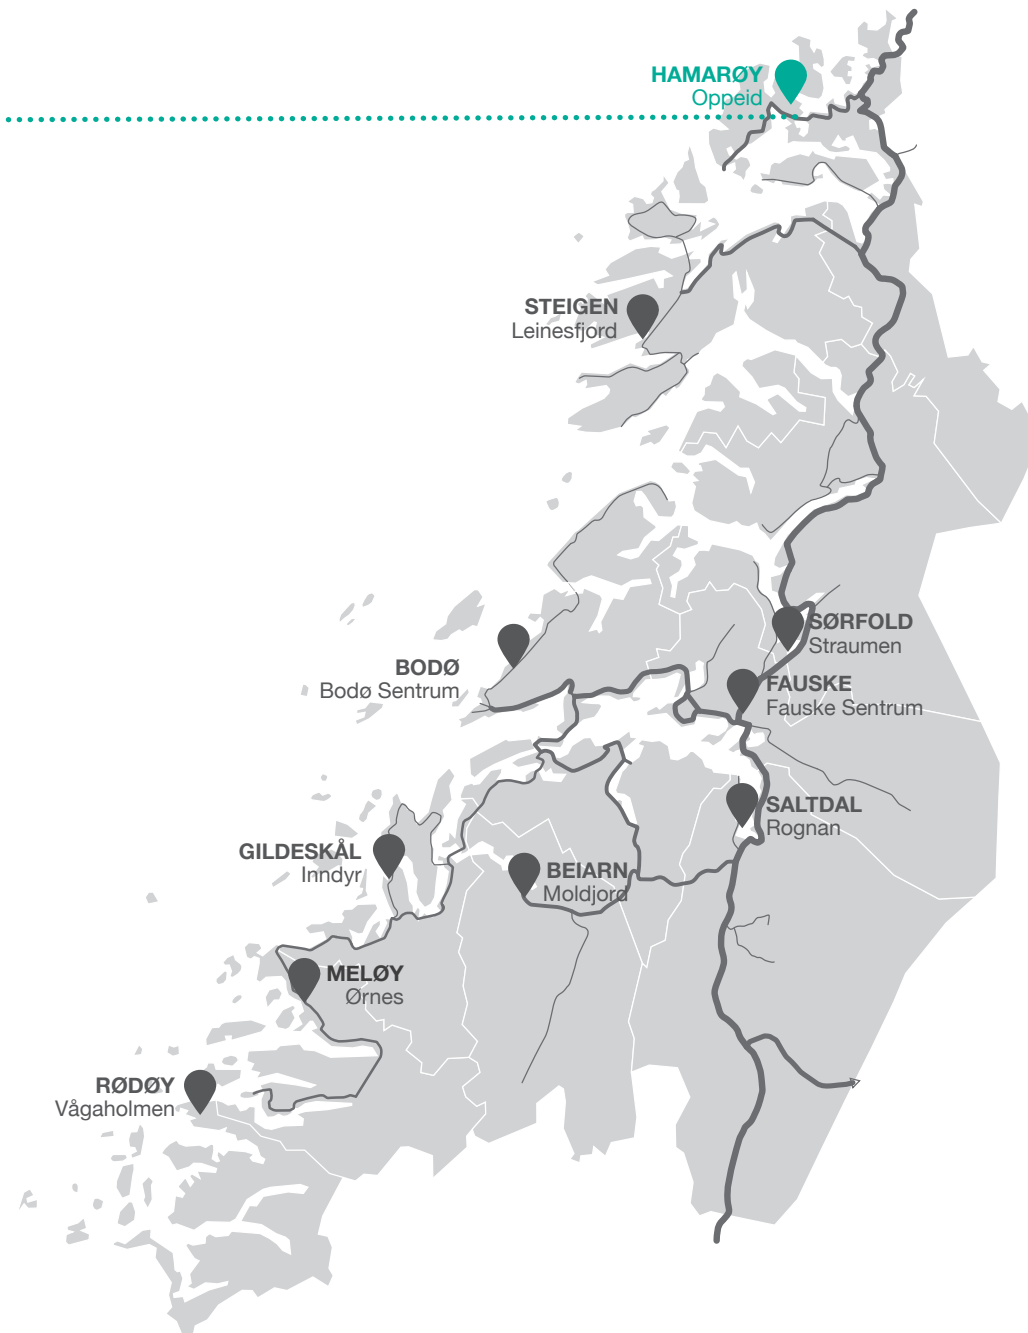 HAMARØY
Oppeid
STEIGEN
Leinesfjord
SØRFOLD
Straumen
BODØ
Bodø Sentrum
FAUSKE
Fauske Sentrum
SALTDAL
Rognan
GILDESKÅL
Inndyr
BEIARN
Moldjord
MELØY
Ørnes
RØDØY
Vågaholmen